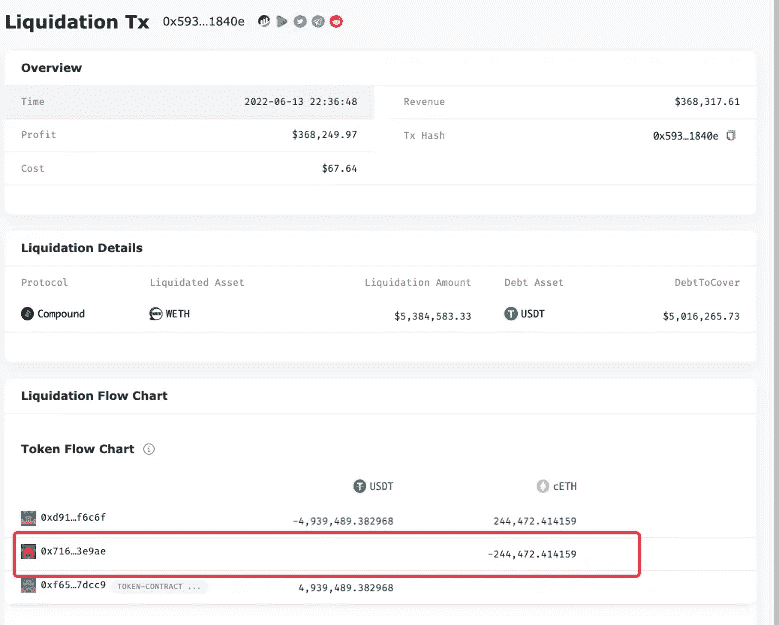 Liquidation Tx 0x593...1840e
Overview
Time 2022-06-13 22:36:48 Revenue $368,317.61
Profit $368,249.97 Tx Hash 0x593…1840e
Cost $67.64
Liquidation Details
Protocol Liquidated Asset Liquidation Amount Debt Asset DebtToCover
Compound WETH $5,384,583.33 USDT $5,016,265.73
Liquidation Flow Chart
Token Flow Chart
USDT cETH
0xd91…f6c6f -4,939,489.382968 244,472.414159
0x716…3e9ae -244,472.414159
0xf65…7dcc9 TOKEN-CONTRACT ... 4,939,489.382968